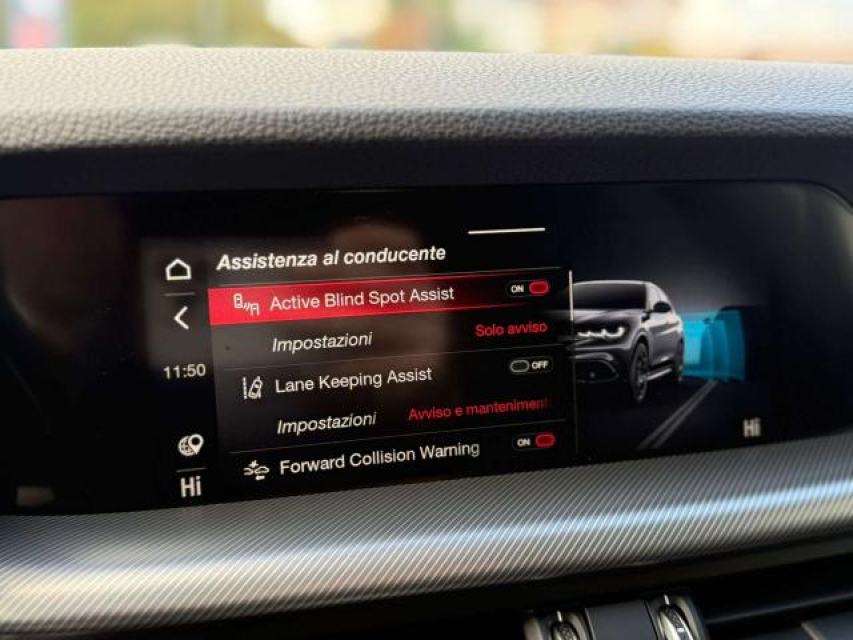 Assistenza al conducente
Active Blind Spot Assist ON
Impostazioni Solo avviso
11:50
Lane Keeping Assist OFF
Impostazioni Avviso e manteniment
Forward Collision Warning ON
Hi
Hi